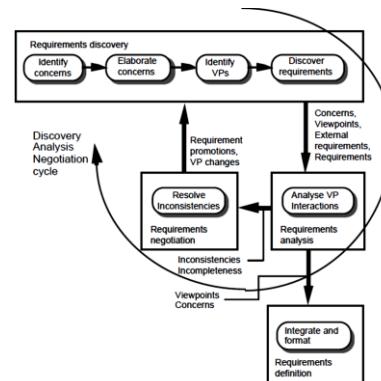 Requirements discovery
Identify
concerns
Elaborate
concerns
Identify
VPs
Discover
requirements
Discovery
Analysis
Negotiation
cycle
Requirement
promotions,
VP changes
Concerns,
Viewpoints,
External
requirements,
Requirements
Resolve
Inconsistencies
Requirements
negotiation
Analyse VP
Interactions
Requirements
analysis
Inconsistencies
Incompleteness
Viewpoints
Concerns
Integrate and
format
Requirements
definition